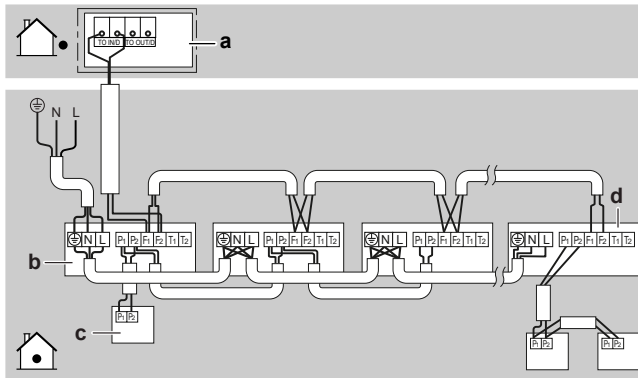 TO IN/D TO OUT/D
a
N L
d
N L P1 P2 F1 F2 T1 T2
N L P1 P2 F1 F2 T1 T2
N L P1 P2 F1 F2 T1 T2
N L P1 P2 F1 F2 T1 T2
b
P1 P2
c
P1 P2
P1 P2